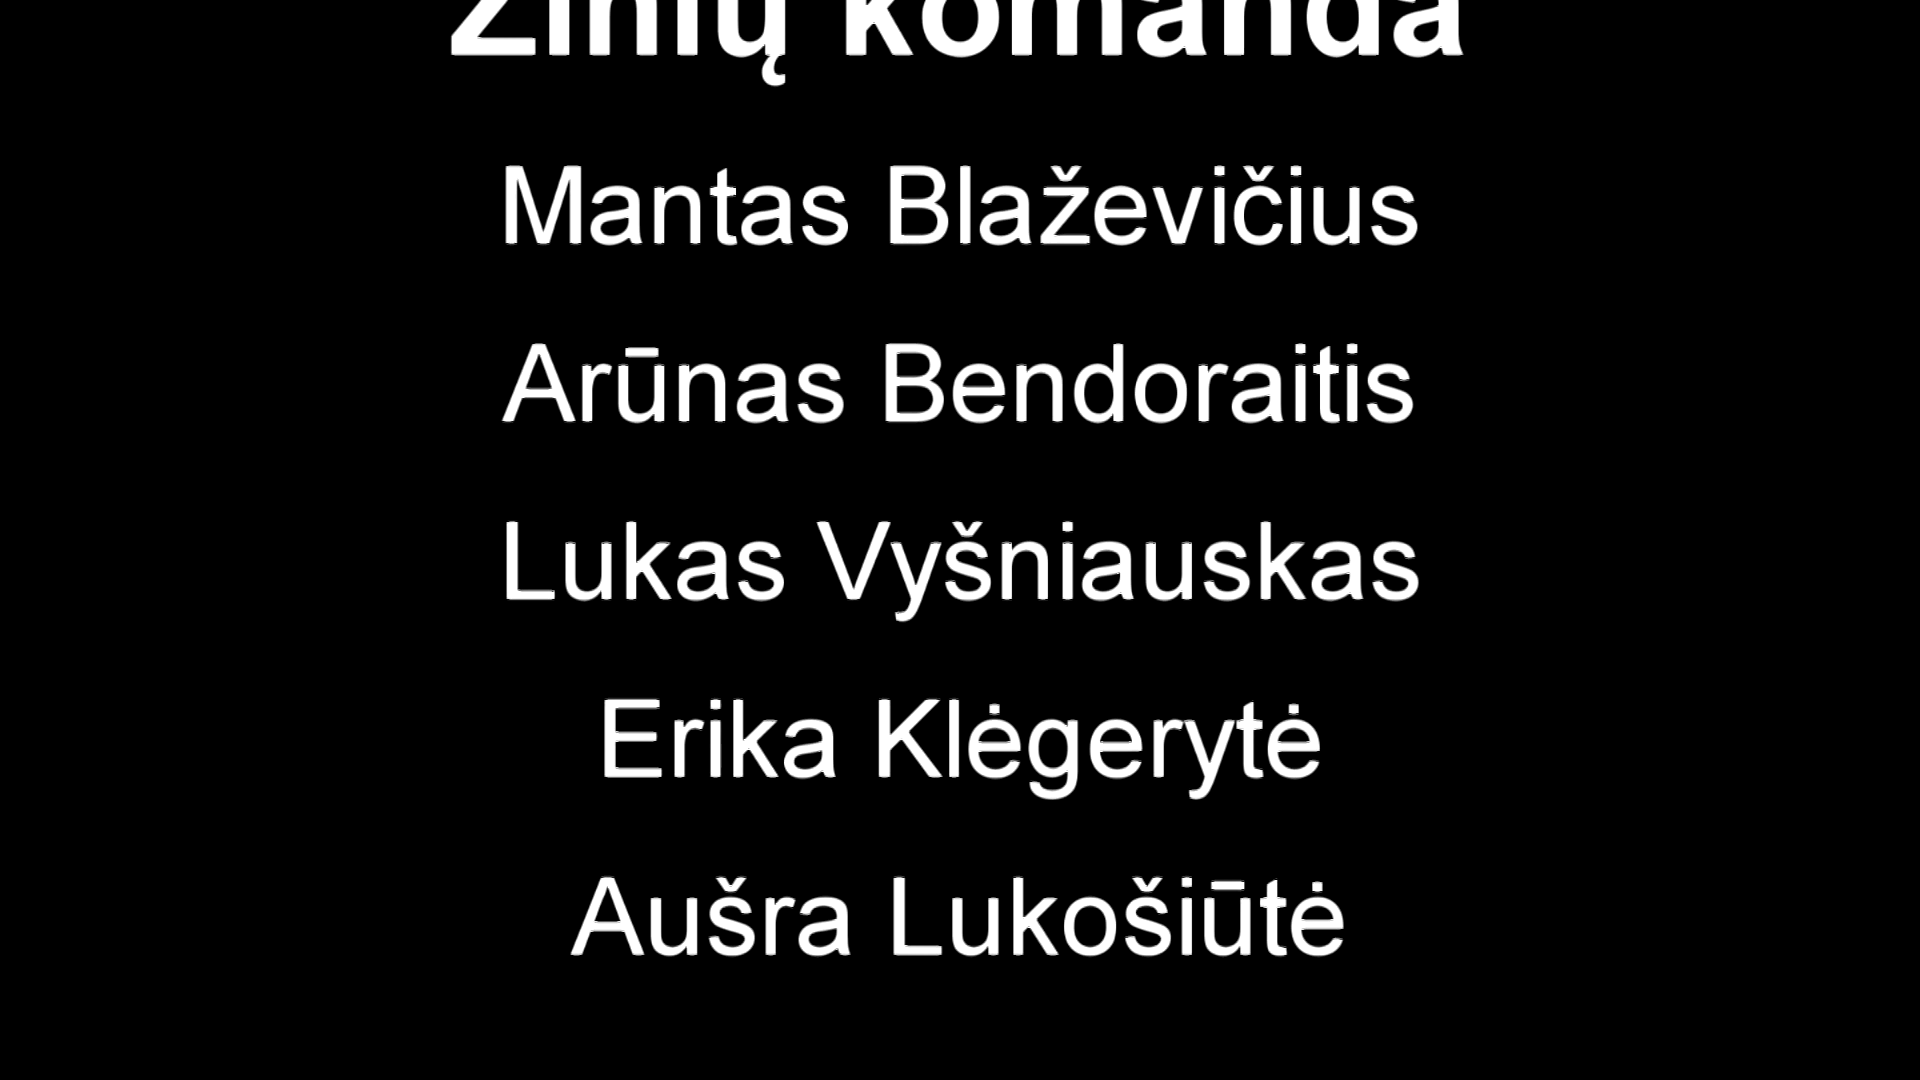 Žinių komanda
Mantas Blaževičius
Arūnas Bendoraitis
Lukas Vyšniauskas
Erika Klėgerytė
Aušra Lukošiūtė